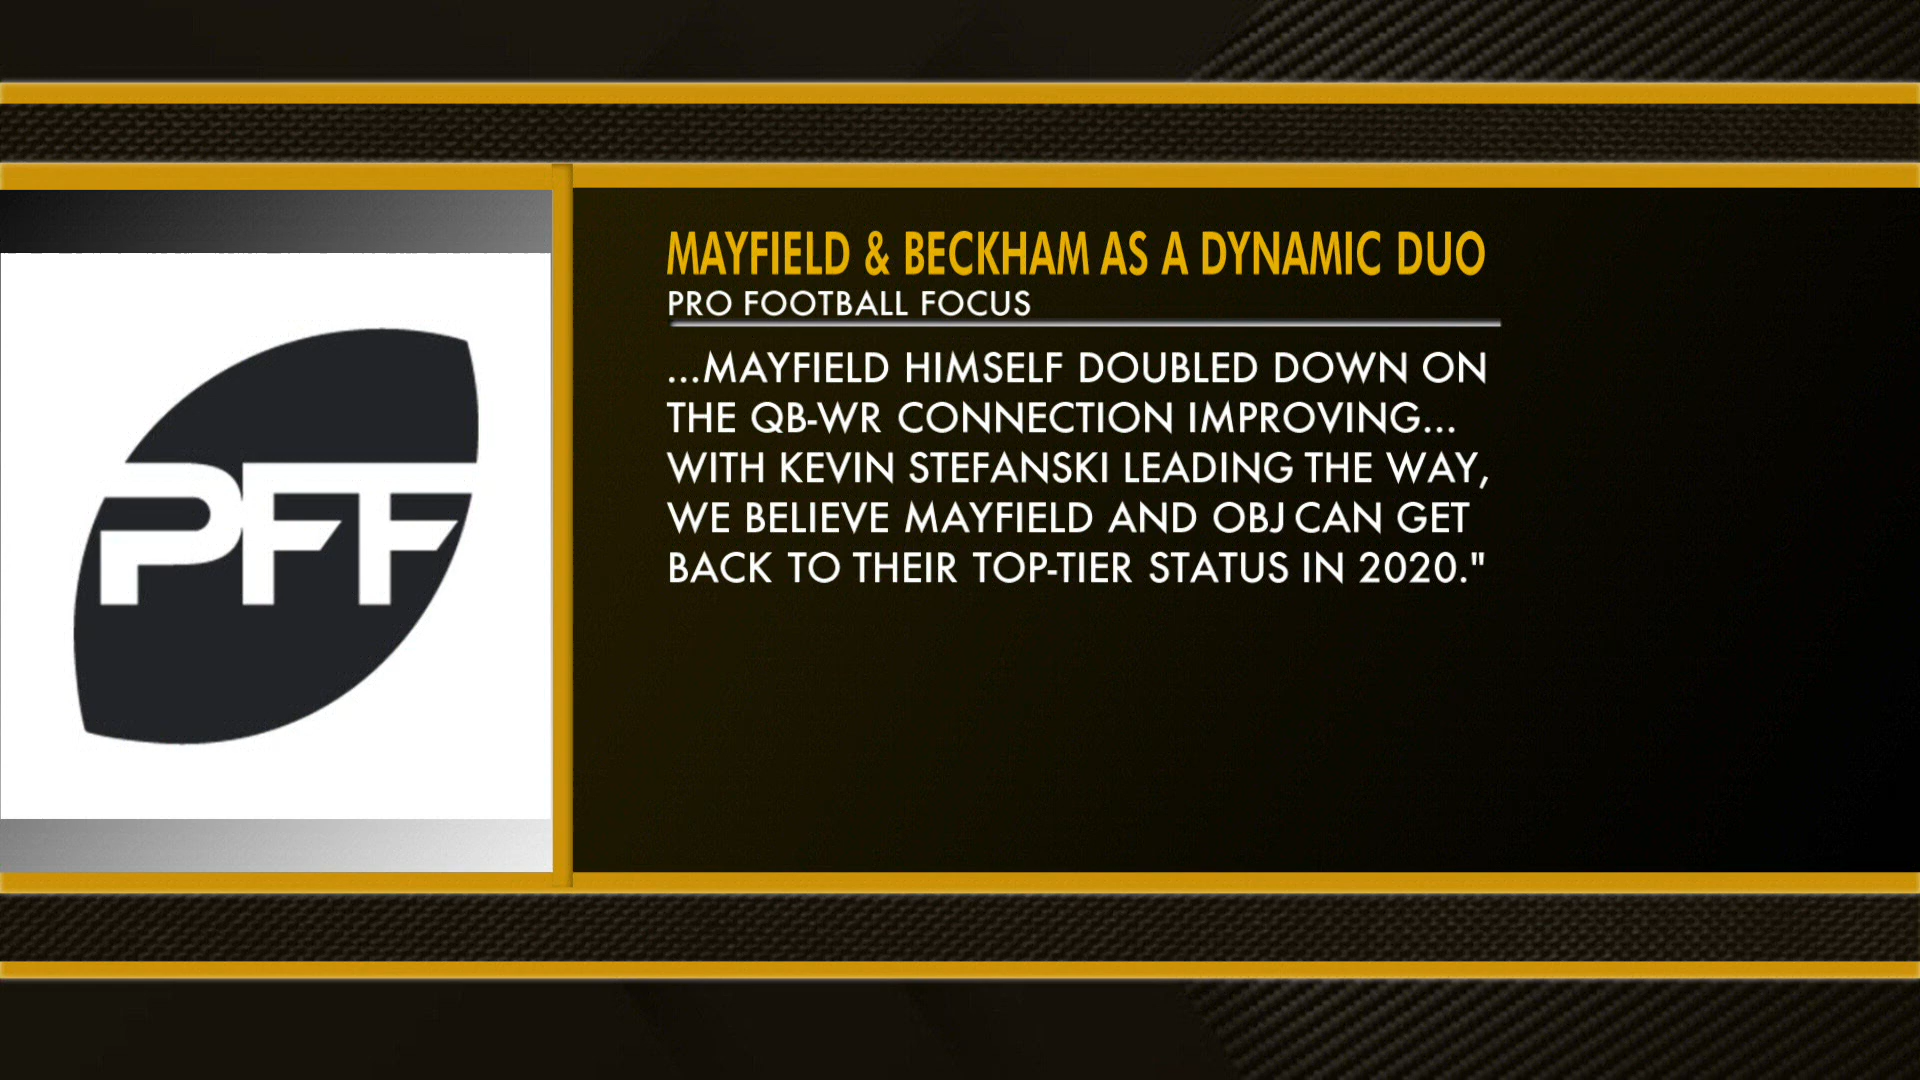 MAYFIELD & BECKHAM AS A DYNAMIC DUO
PRO FOOTBALL FOCUS
...MAYFIELD HIMSELF DOUBLED DOWN ON
THE QB-WR CONNECTION IMPROVING...
WITH KEVIN STEFANSKI LEADING THE WAY,
WE BELIEVE MAYFIELD AND OBJ CAN GET
BACK TO THEIR TOP-TIER STATUS IN 2020."
PFF